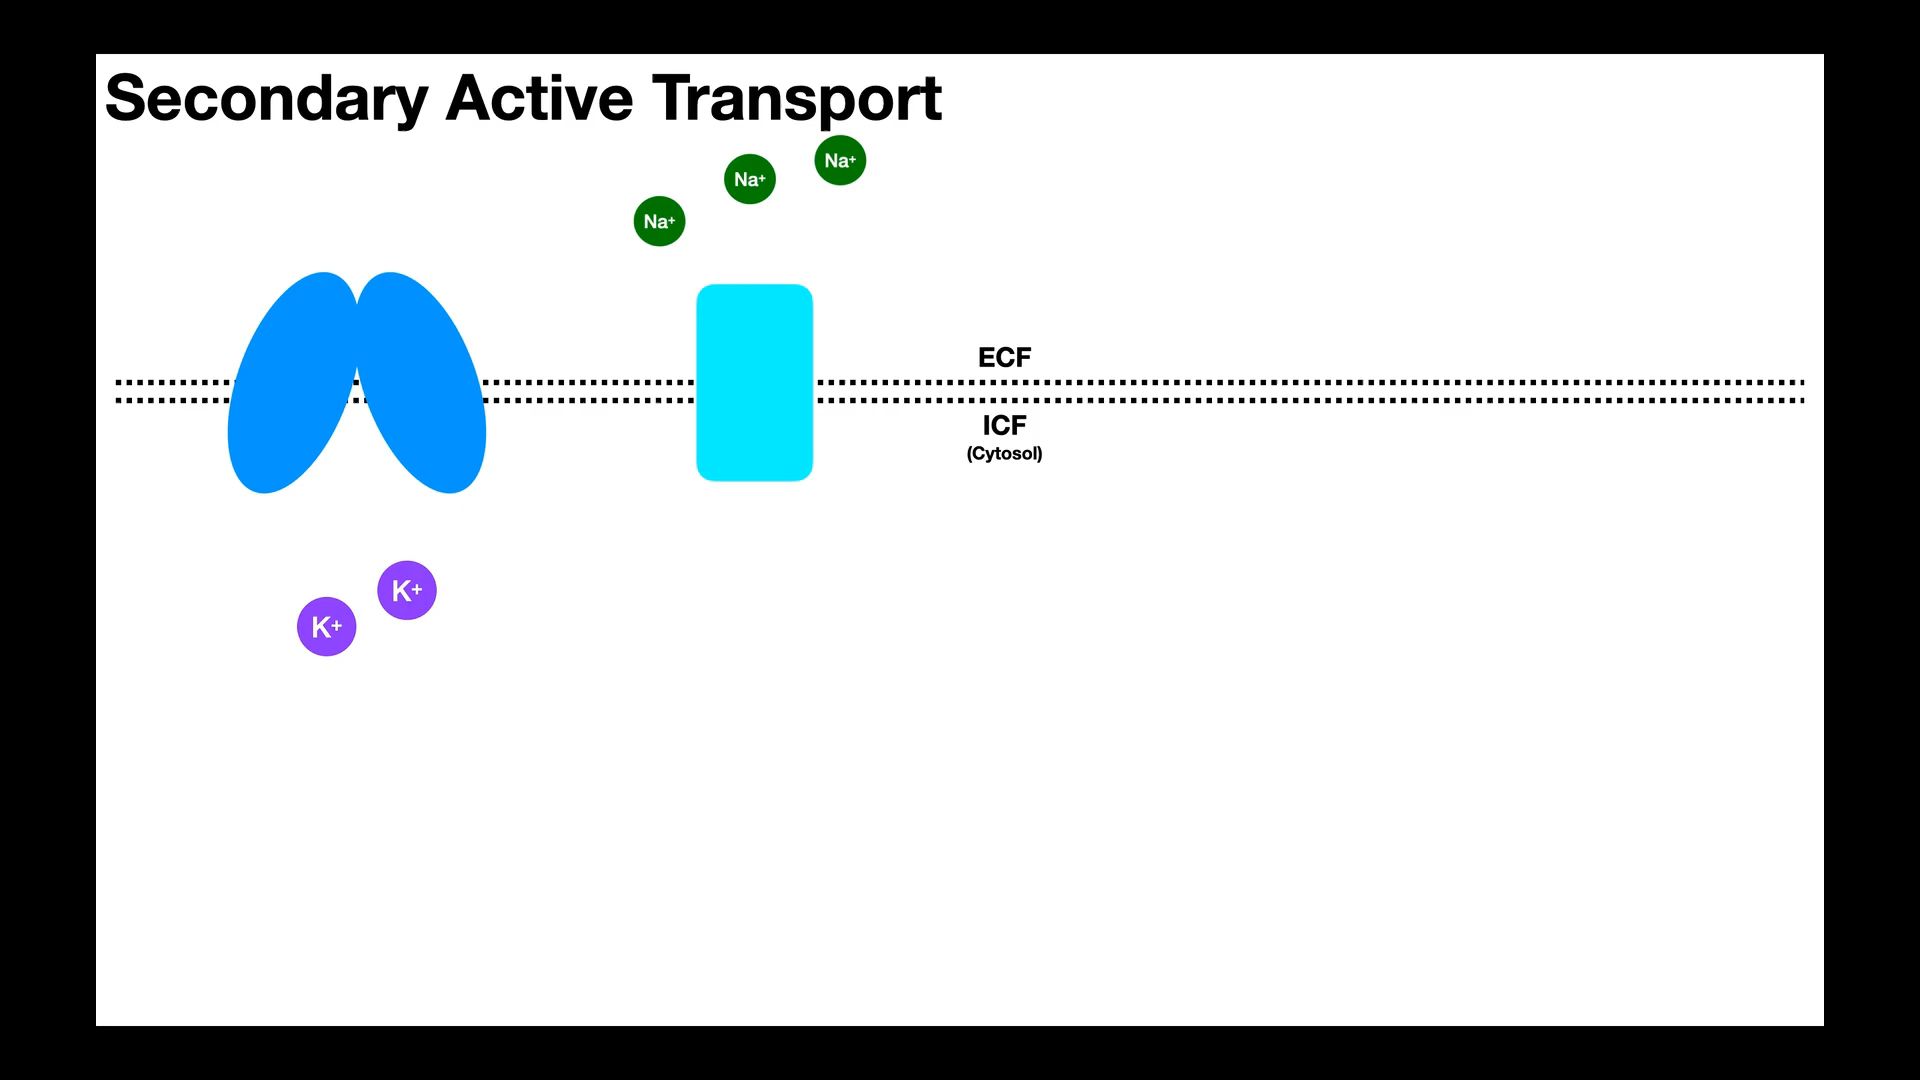 Secondary Active Transport
Na+
Na+
Na+
ECF
ICF
(Cytosol)
K+
K+